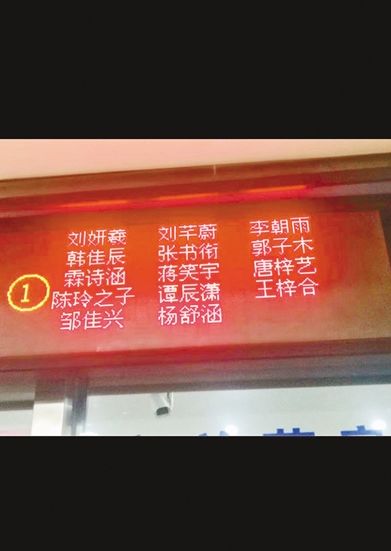 刘妍羲 刘芊蔚 李朝雨
韩佳辰 张书衔 郭子木
霖诗涵 蒋笑宇 唐梓艺
① 陈玲之子 谭辰潇 王梓合
邹佳兴 杨舒涵